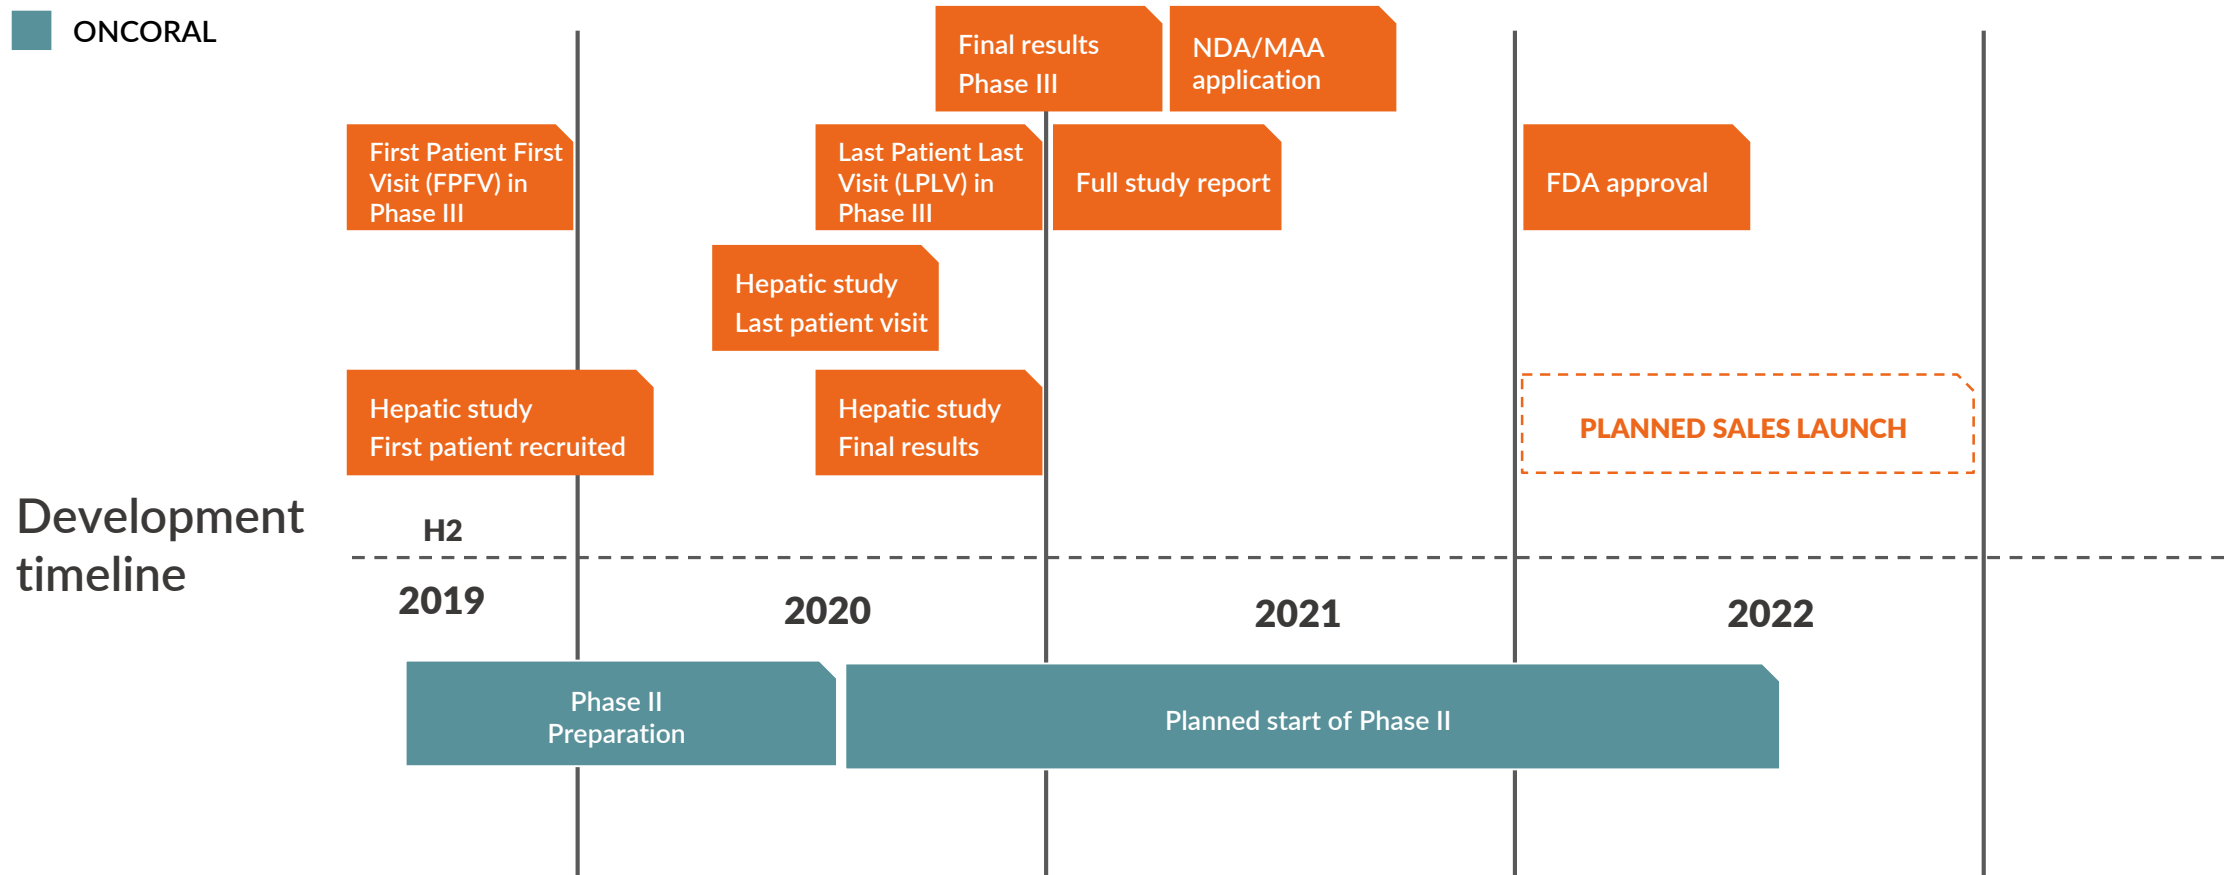 ONCORAL
Final results
Phase III
NDA/MAA
application
First Patient First
Visit (FPFV) in
Phase III
Last Patient Last
Visit (LPLV) in
Phase III
Full study report
FDA approval
Hepatic study
Last patient visit
Hepatic study
First patient recruited
Hepatic study
Final results
PLANNED SALES LAUNCH
Development
timeline
H2
2019
2020
2021
2022
Phase II
Preparation
Planned start of Phase II